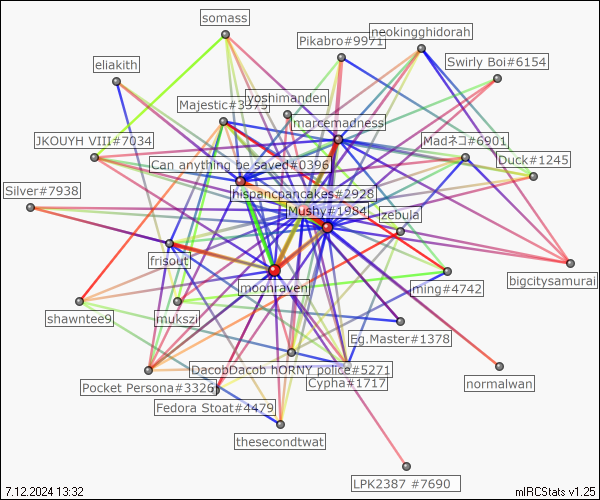 somass
neokingghidorah
Pikabro#9971
Swirly Boi#6154
eliakith
yoshimanden
Majestic#3375
marcemadness
JKOUYH VIII#7034
Madネコ#6901
Duck#1245
Can anything be saved#0396
Silver#7938
hispancpancakes#2928
Mushy#1984
zebula
frisout
bigcitysamurai
moonraven
ming#4742
shawntee9
mukszi
Eg.Master#1378
DacobDacob hORNY police#5271
Pocket Persona#3326
Cypha#1717
normalwan
Fedora Stoat#4479
thesecondtwat
LPK2387 #7690
7.12.2024 13:32
mIRCStats v1.25